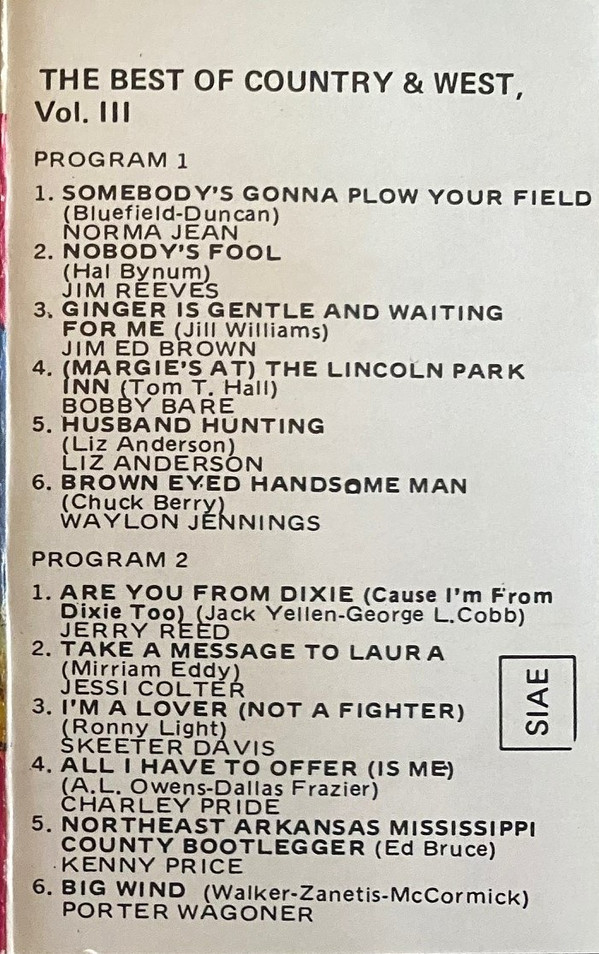 THE BEST OF COUNTRY & WEST,
Vol. III
PROGRAM 1
1. SOMEBODY'S GONNA PLOW YOUR FIELD
(Bluefield-Duncan)
NORMA JEAN
2. NOBODY'S FOOL
(Hal Bynum)
JIM REEVES
3. GINGER IS GENTLE AND WAITING
FOR ME (Jill Williams)
JIM ED BROWN
4. (MARGIE'S AT) THE LINCOLN PARK
INN (Tom T. Hall)
BOBBY BARE
5. HUSBAND HUNTING
(Liz Anderson)
LIZ ANDERSON
6. BROWN EYED HANDSOME MAN
(Chuck Berry)
WAYLON JENNINGS
PROGRAM 2
1. ARE YOU FROM DIXIE (Cause I'm From
Dixie Too) (Jack Yellen-George L.Cobb)
JERRY REED
2. TAKE A MESSAGE TO LAURA
(Mirriam Eddy)
JESSI COLTER
3. I'M A LOVER (NOT A FIGHTER)
(Ronny Light)
SKEETER DAVIS
4. ALL I HAVE TO OFFER (IS ME)
(A.L. Owens-Dallas Frazier)
CHARLEY PRIDE
5. NORTHEAST ARKANSAS MISSISSIPPI
COUNTY BOOTLEGGER (Ed Bruce)
KENNY PRICE
6. BIG WIND (Walker-Zanetis-McCormick)
PORTER WAGONER
SIAE